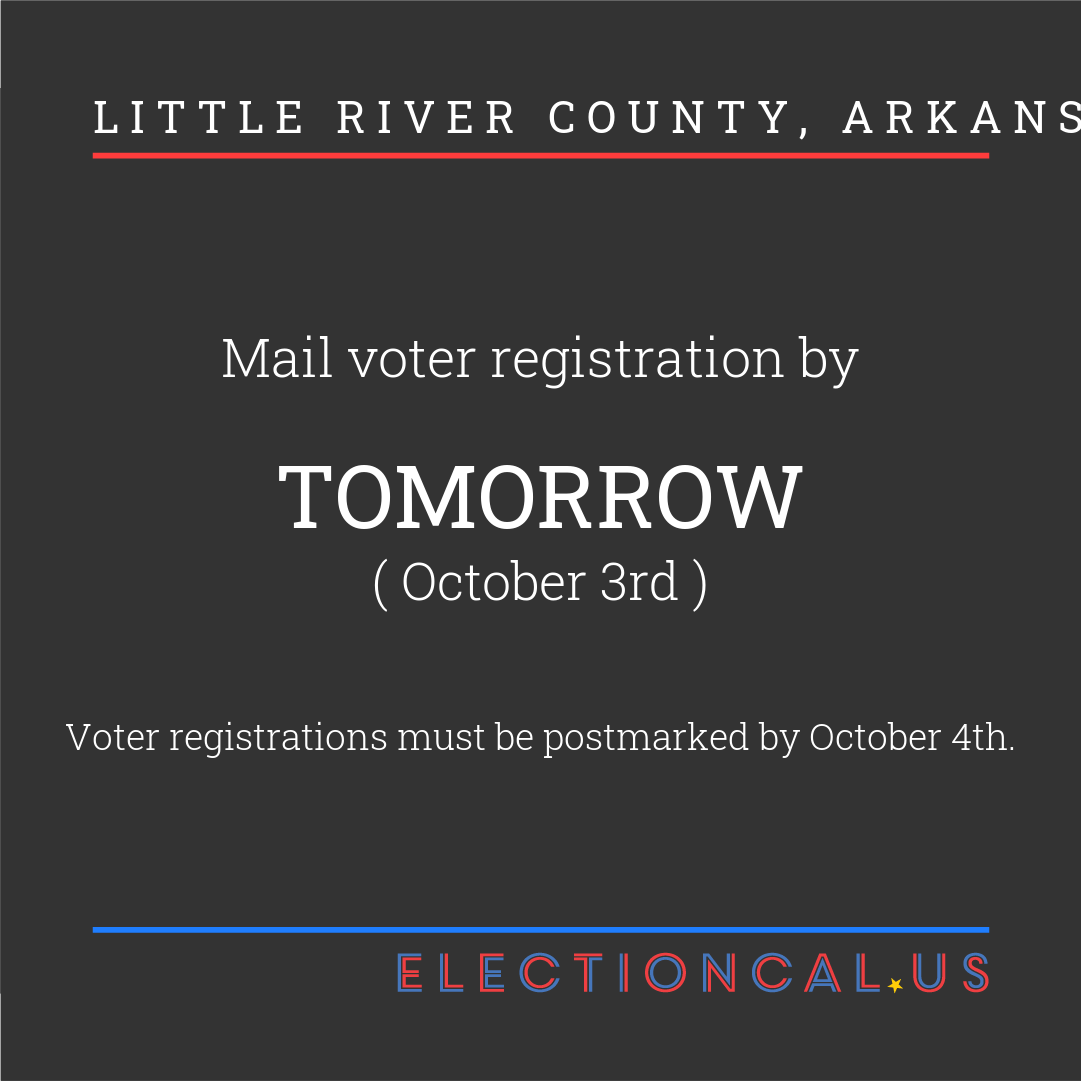 LITTLE RIVER COUNTY, ARKANS
Mail voter registration by
TOMORROW
( October 3rd )
Voter registrations must be postmarked by October 4th.
ELECTIONCAL.US